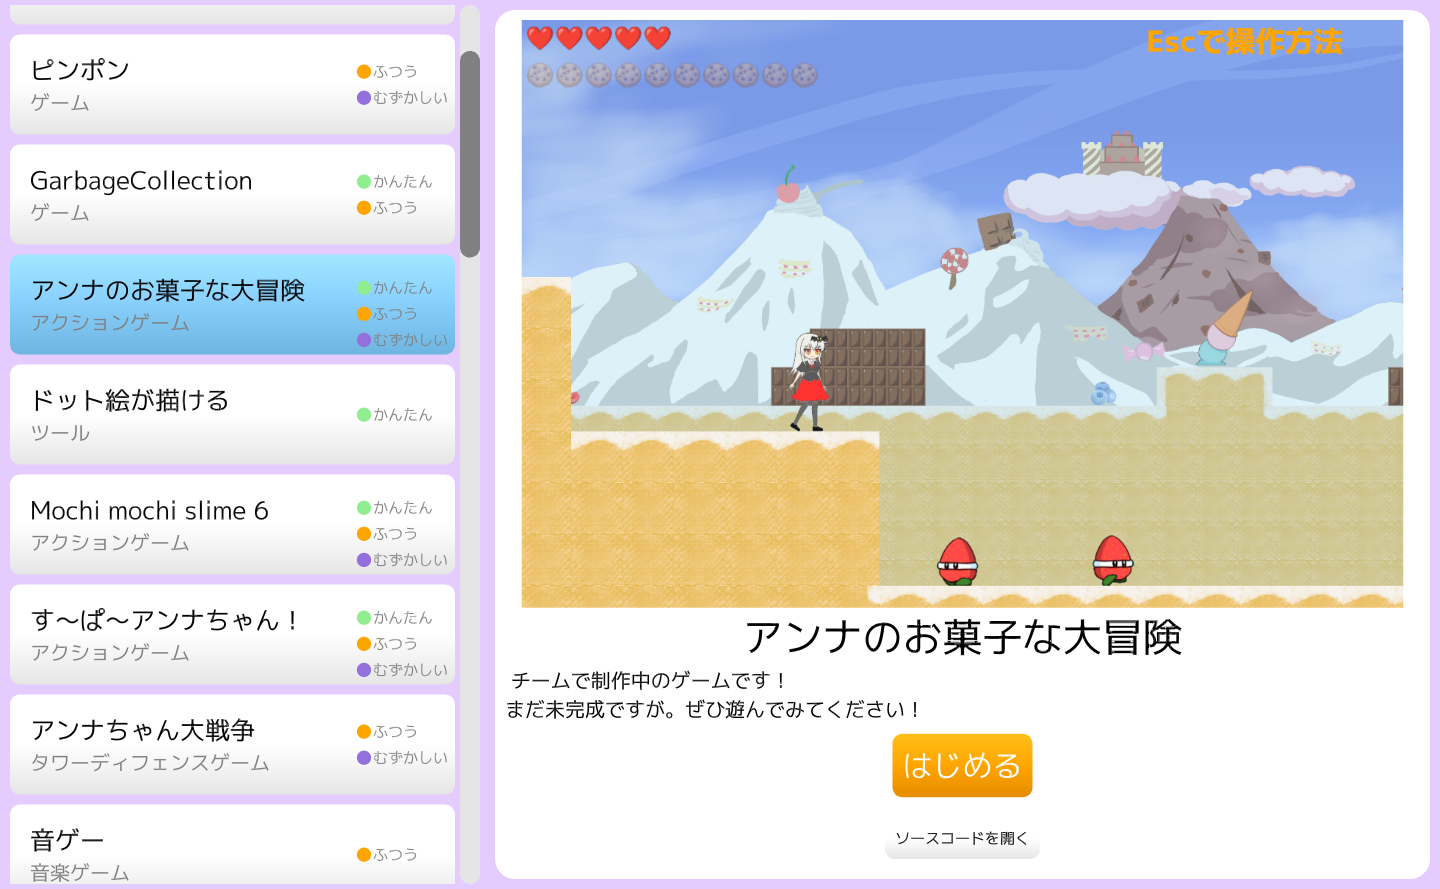 ピンポン
ゲーム
ふつう
むずかしい
GarbageCollection
ゲーム
かんたん
ふつう
アンナのお菓子な大冒険
アクションゲーム
かんたん
ふつう
むずかしい
ドット絵が描ける
ツール
かんたん
Mochi mochi slime 6
アクションゲーム
かんたん
ふつう
むずかしい
す～ぱ～アンナちゃん！
アクションゲーム
かんたん
ふつう
むずかしい
アンナちゃん大戦争
タワーディフェンスゲーム
ふつう
むずかしい
音ゲー
音楽ゲーム
ふつう
Escで操作方法
アンナのお菓子な大冒険
チームで制作中のゲームです！
まだ未完成ですが。ぜひ遊んでみてください！
はじめる
ソースコードを開く